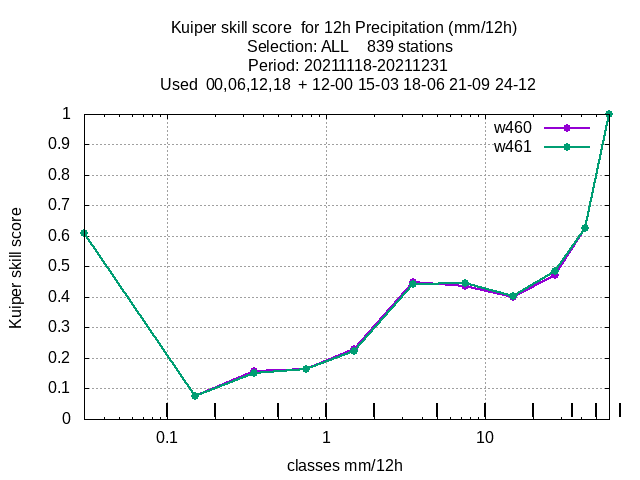 Kuiper skill score  for 12h Precipitation (mm/12h)
Selection: ALL    839 stations
Period: 20211118-20211231
Used  00,06,12,18  + 12-00 15-03 18-06 21-09 24-12
w460
w461
1
0.9
0.8
0.7
0.6
0.5
0.4
0.3
0.2
0.1
0
Kuiper skill score
0.1
1
10
classes mm/12h